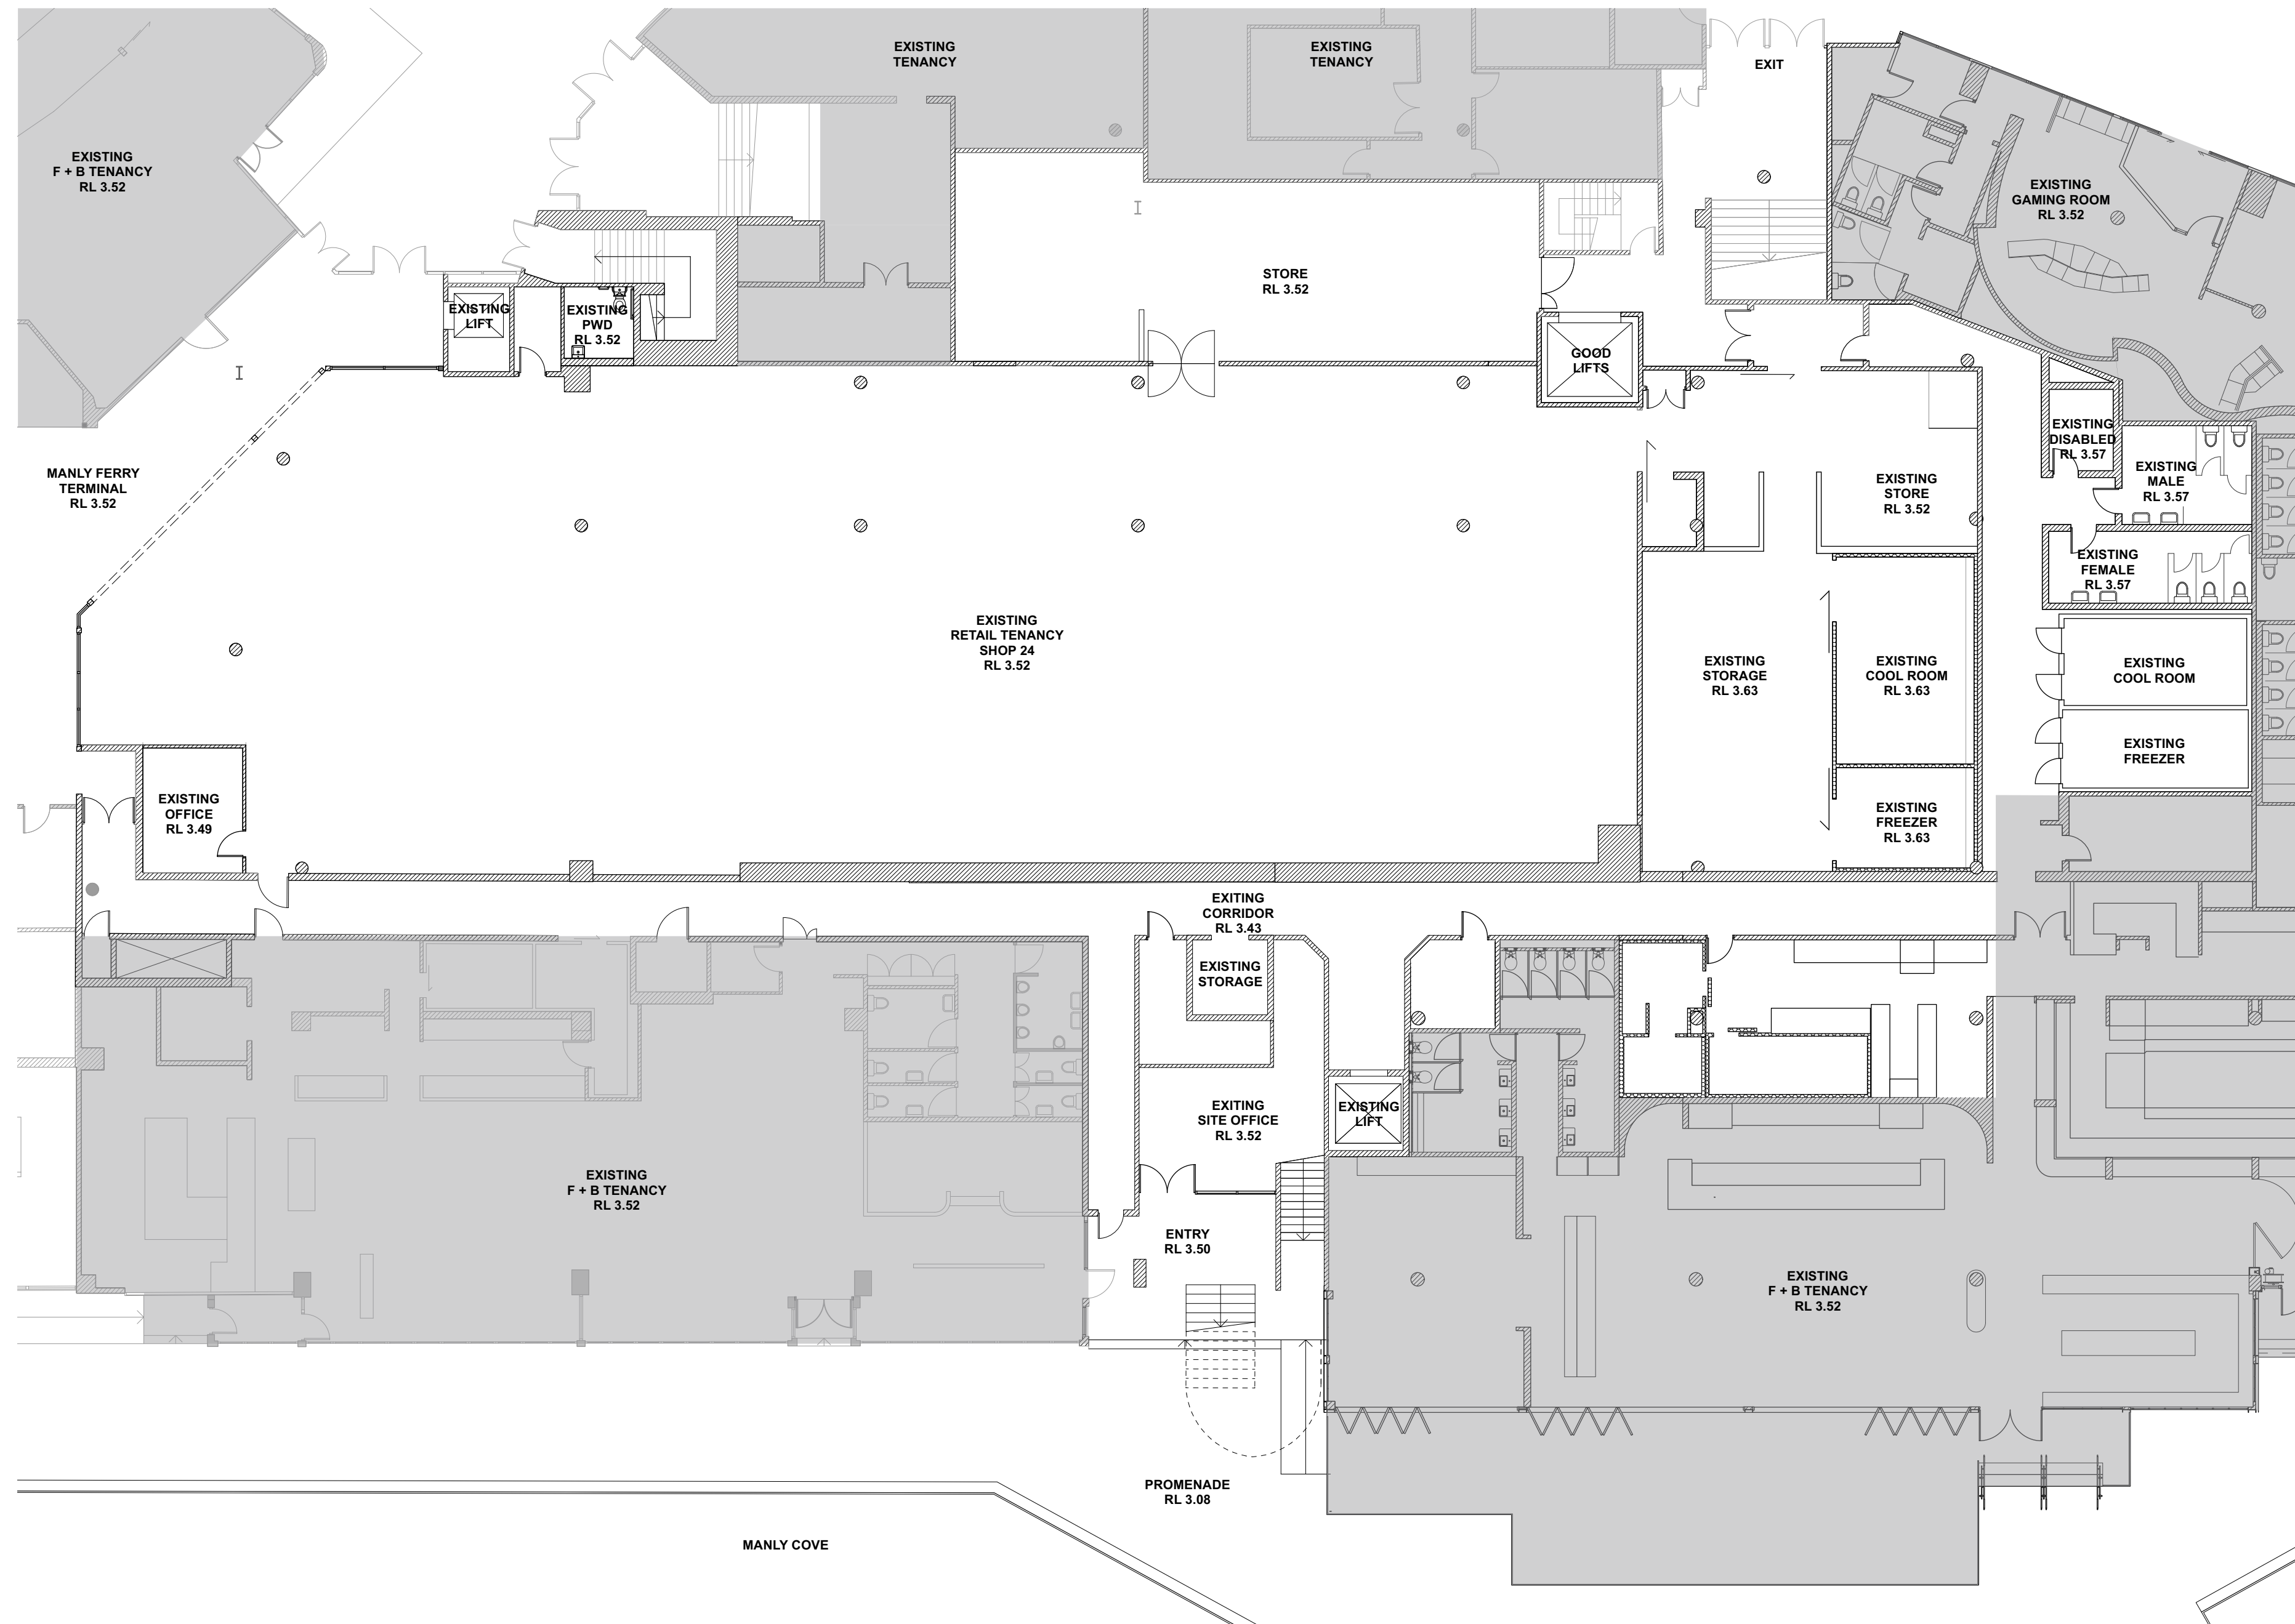 EXISTING
TENANCY
EXISTING
TENANCY
EXIT
EXISTING
F + B TENANCY
RL 3.52
EXISTING
GAMING ROOM
RL 3.52
STORE
RL 3.52
EXISTING
LIFT
EXISTING
PWD
RL 3.52
GOOD
LIFTS
MANLY FERRY
TERMINAL
RL 3.52
EXISTING
DISABLED
RL 3.57
EXISTING
MALE
RL 3.57
EXISTING
STORE
RL 3.52
EXISTING
FEMALE
RL 3.57
EXISTING
RETAIL TENANCY
SHOP 24
RL 3.52
EXISTING
STORAGE
RL 3.63
EXISTING
COOL ROOM
RL 3.63
EXISTING
COOL ROOM
EXISTING
FREEZER
EXISTING
OFFICE
RL 3.49
EXISTING
FREEZER
RL 3.63
EXITING
CORRIDOR
RL 3.43
EXISTING
STORAGE
EXITING
SITE OFFICE
RL 3.52
EXISTING
LIFT
EXISTING
F + B TENANCY
RL 3.52
ENTRY
RL 3.50
EXISTING
F + B TENANCY
RL 3.52
PROMENADE
RL 3.08
MANLY COVE